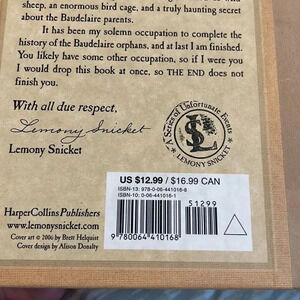 sheep, an enormous bird cage, and a truly haunting secret
about the Baudelaire parents.
It has been my solemn occupation to complete the
history of the Baudelaire orphans, and at last I am finished.
You likely have some other occupation, so if I were you
I would drop this book at once, so THE END does not
finish you.
With all due respect,
Lemony Snicket
Lemony Snicket
A Series of Unfortunate Events
LS
LEMONY SNICKET
US $12.99 / $16.99 CAN
ISBN-13: 978-0-06-441016-8
ISBN-10: 0-06-441016-1
51299
9 780064 410168
HarperCollinsPublishers
www.lemonysnicket.com
Cover art © 2006 by Brett Helquist
Cover design by Alison Donalty